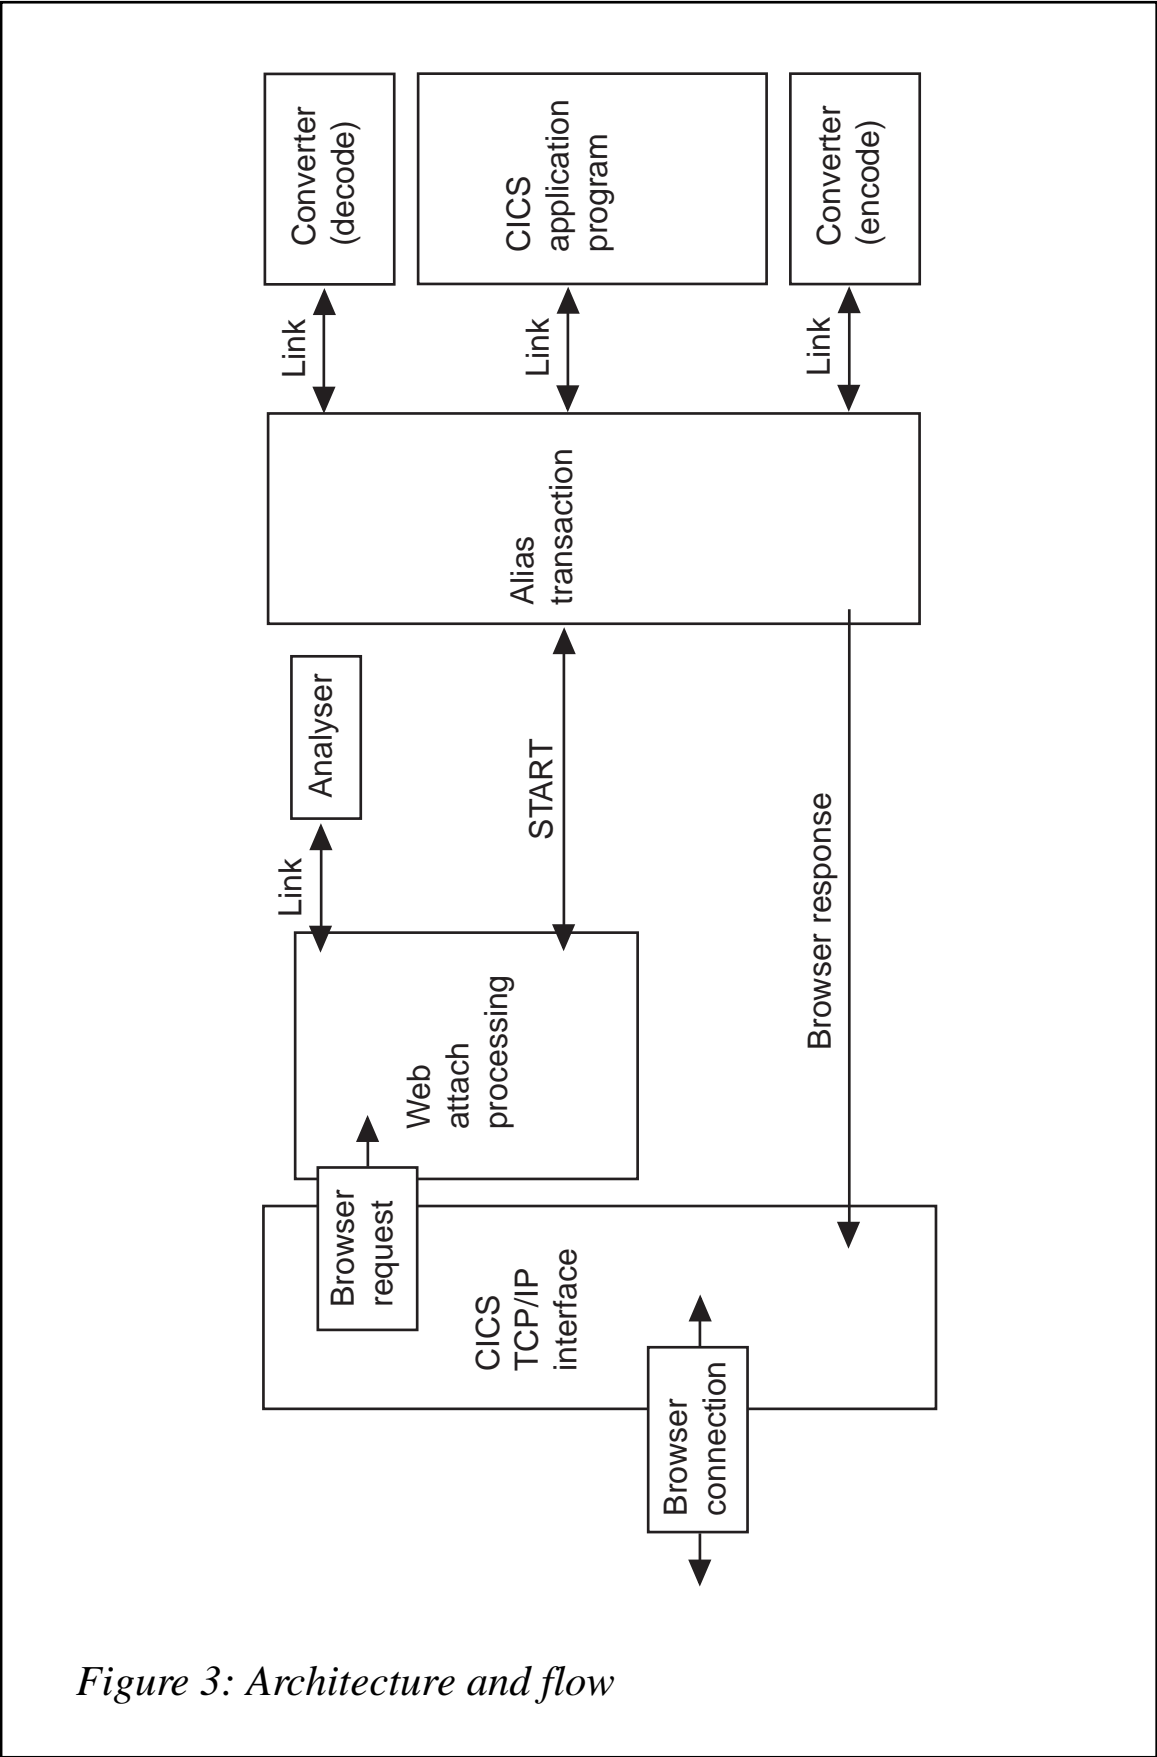 Converter
(decode)
CICS
application
program
Converter
(encode)
Link
Link
Link
Alias
transaction
Analyser
Link
START
Browser response
Web
attach
processing
Browser
request
CICS
TCP/IP
interface
Browser
connection
Figure 3: Architecture and flow